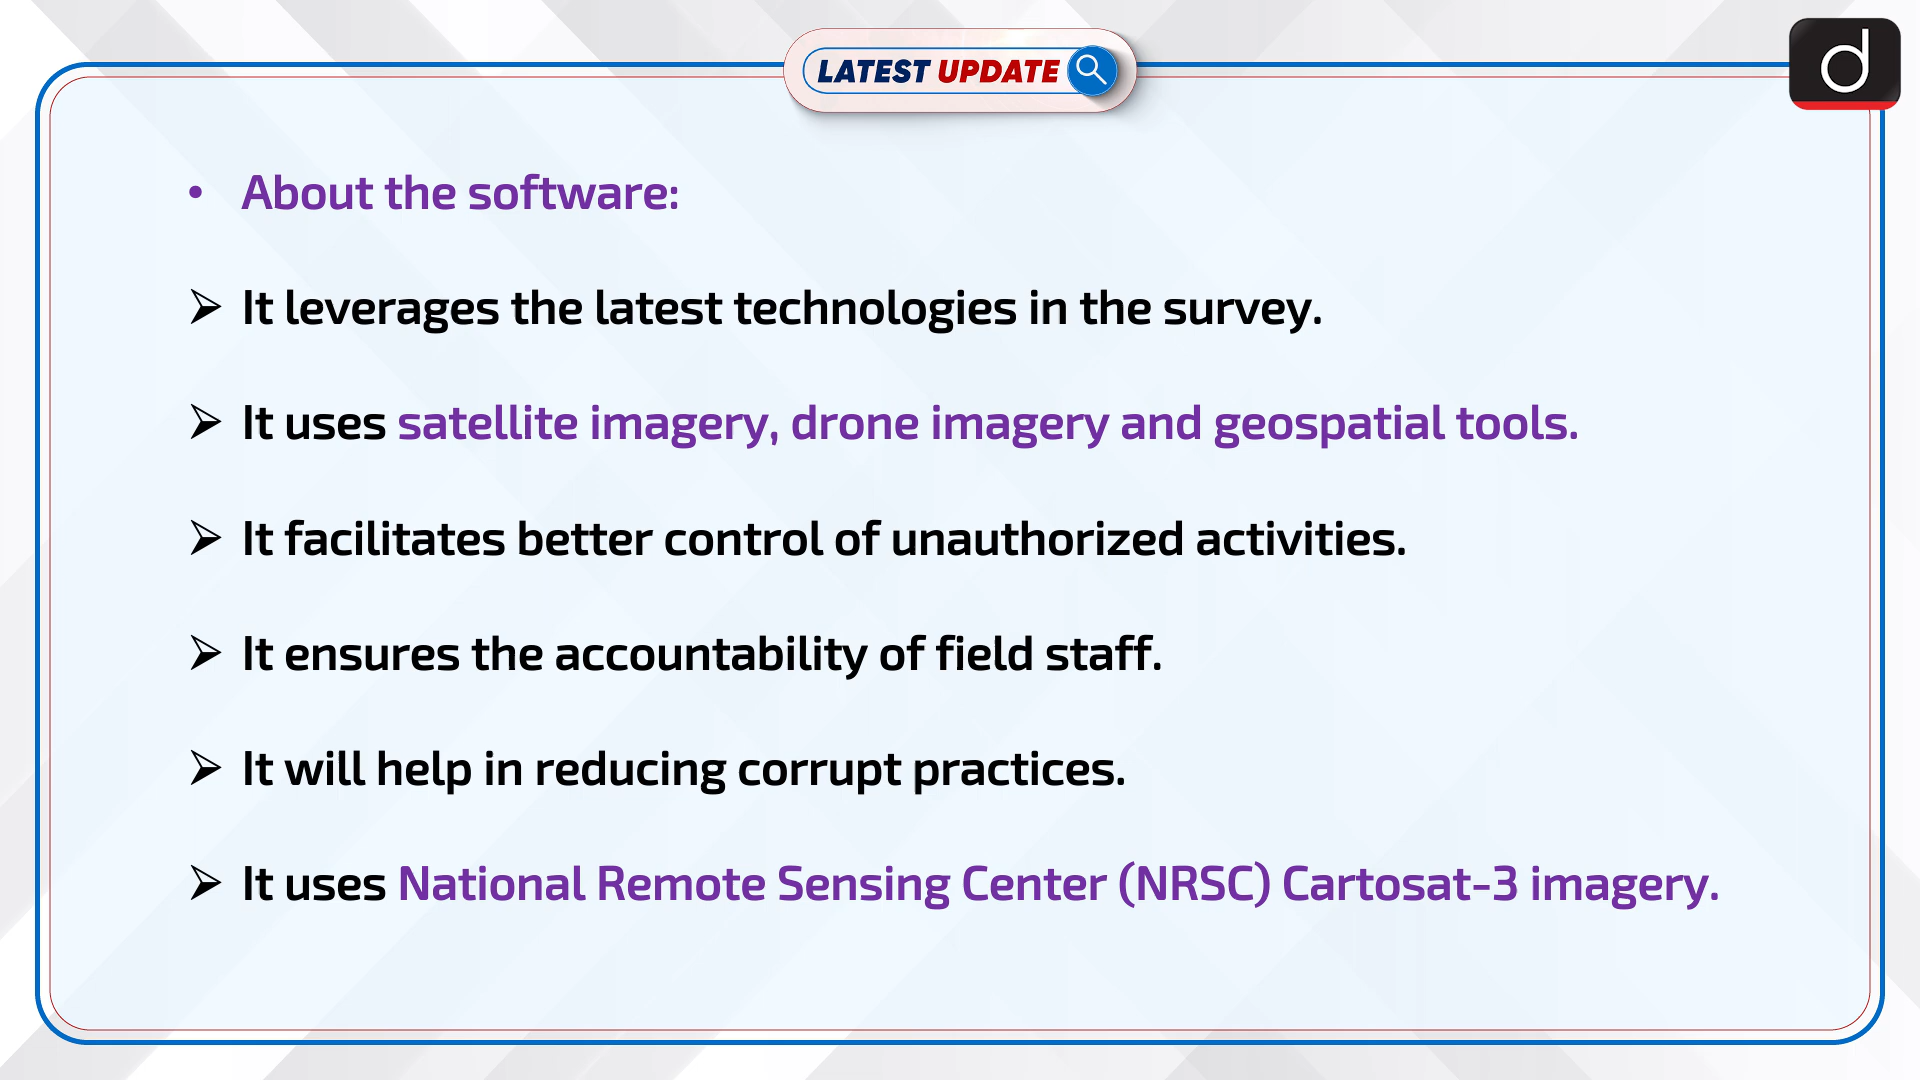 LATEST UPDATE
d
• About the software:
➢ It leverages the latest technologies in the survey.
➢ It uses satellite imagery, drone imagery and geospatial tools.
➢ It facilitates better control of unauthorized activities.
➢ It ensures the accountability of field staff.
➢ It will help in reducing corrupt practices.
➢ It uses National Remote Sensing Center (NRSC) Cartosat-3 imagery.